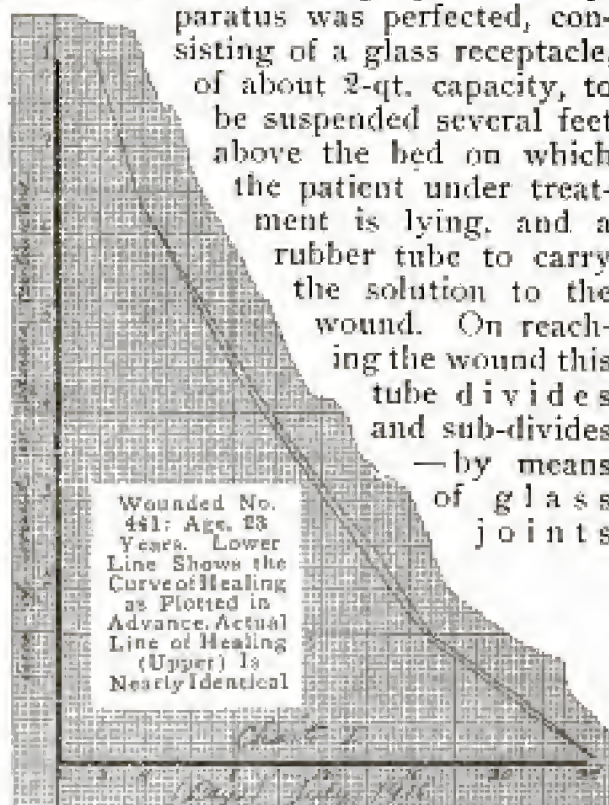 paratus was perfected, con-
sisting of a glass receptacle,
of about 2-qt. capacity, to
be suspended several feet
above the bed on which
the patient under treat-
ment is lying, and a
rubber tube to carry
the solution to the
wound. On reach-
ing the wound this
tube divides
and sub-divides
—by means
of glass
joints
Wounded No.
441: Age, 23
Years. Lower
Line Shows the
Curve of Healing
as Plotted in
Advance. Actual
Line of Healing
(Upper) Is
Nearly Identical
Chart
1916